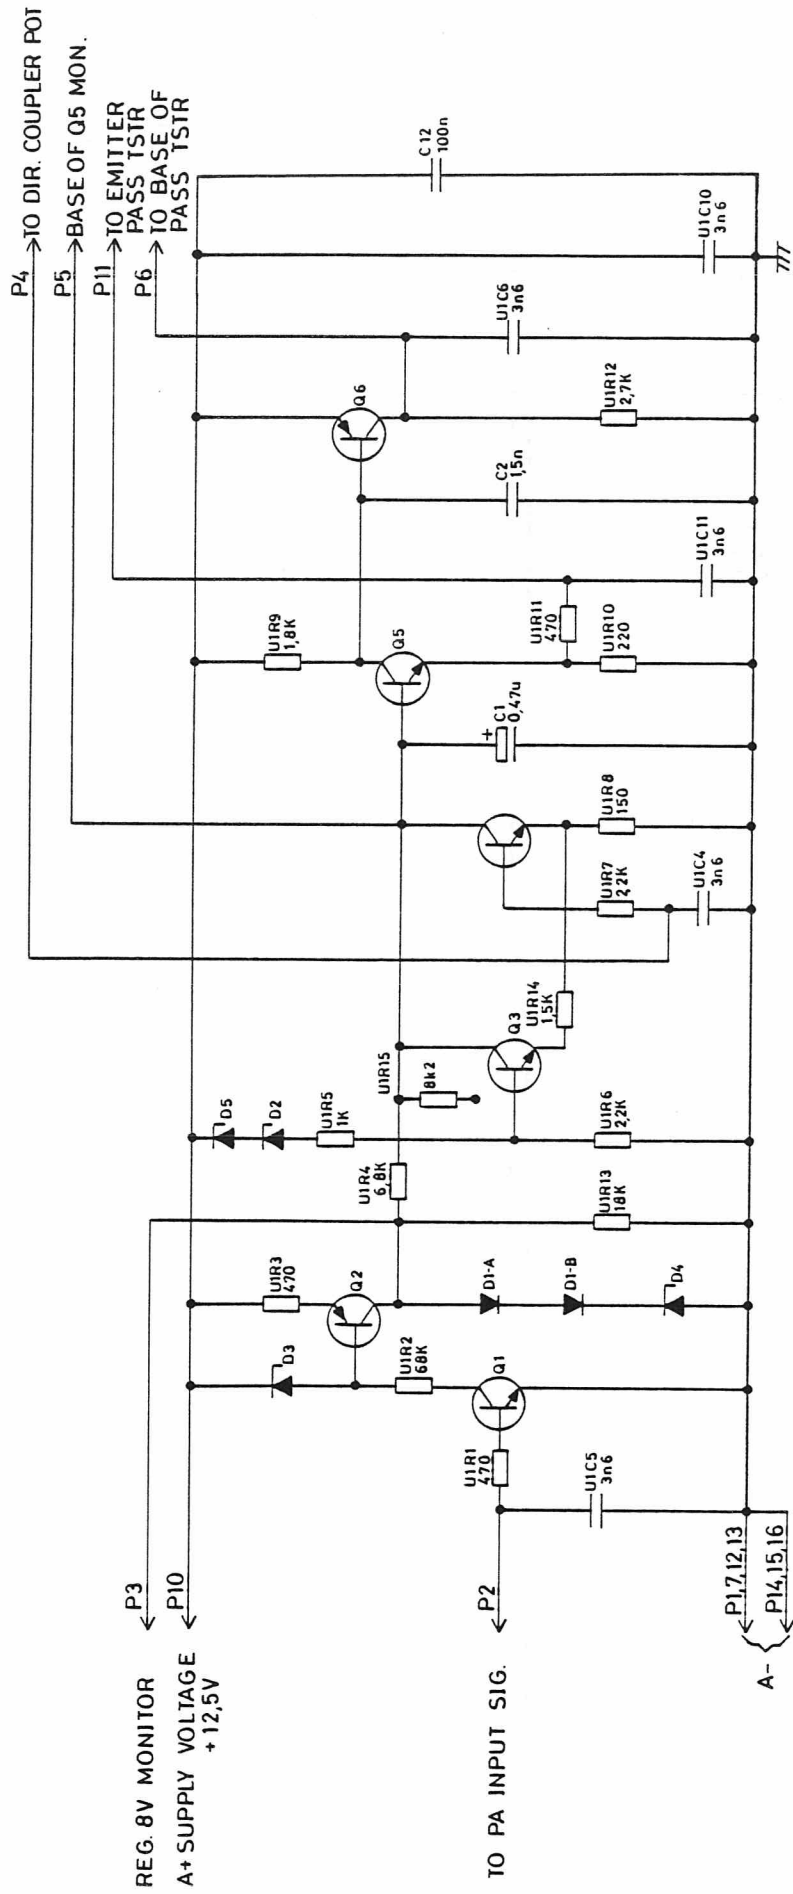 REG. 8V MONITOR
P3
A+ SUPPLY VOLTAGE
+12,5V
P10
TO PA INPUT SIG.
P2
A-
P1,7,12,13
P14,15,16
P4
TO DIR. COUPLER POT
P5
BASE OF Q5 MON.
P11
TO EMITTER
PASS TSTR
P6
TO BASE OF
PASS TSTR
U1C5
3n6
U1R1
470
Q1
U1R2
68K
D3
U1R3
470
Q2
D1-A
D1-B
D4
U1R13
18K
U1R4
6,8K
D5
D2
U1R5
1K
U1R6
2,2K
U1R15
8k2
Q3
U1R14
1,5K
U1R7
2,2K
U1C4
3n6
U1R8
150
+
C1
0,47u
U1R9
1,8K
Q5
U1R11
470
U1R10
220
U1C11
3n6
C2
1,5n
Q6
U1R12
2,7K
U1C6
3n6
U1C10
3n6
C12
100n